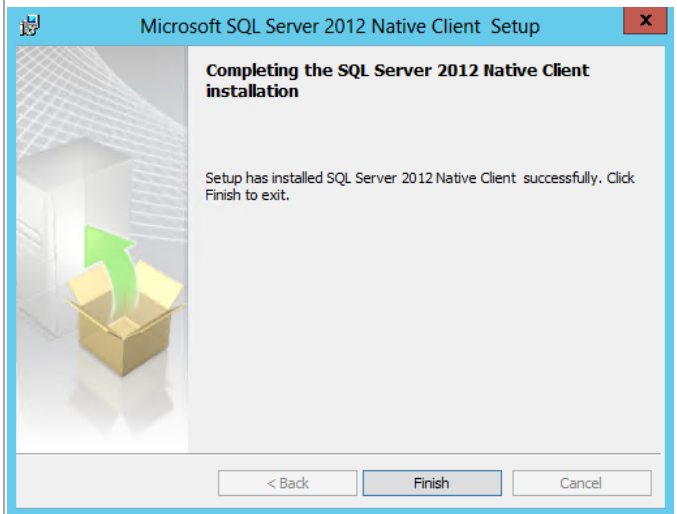 Microsoft SQL Server 2012 Native Client Setup
x
Completing the SQL Server 2012 Native Client
installation
Setup has installed SQL Server 2012 Native Client successfully. Click
Finish to exit.
< Back
Finish
Cancel